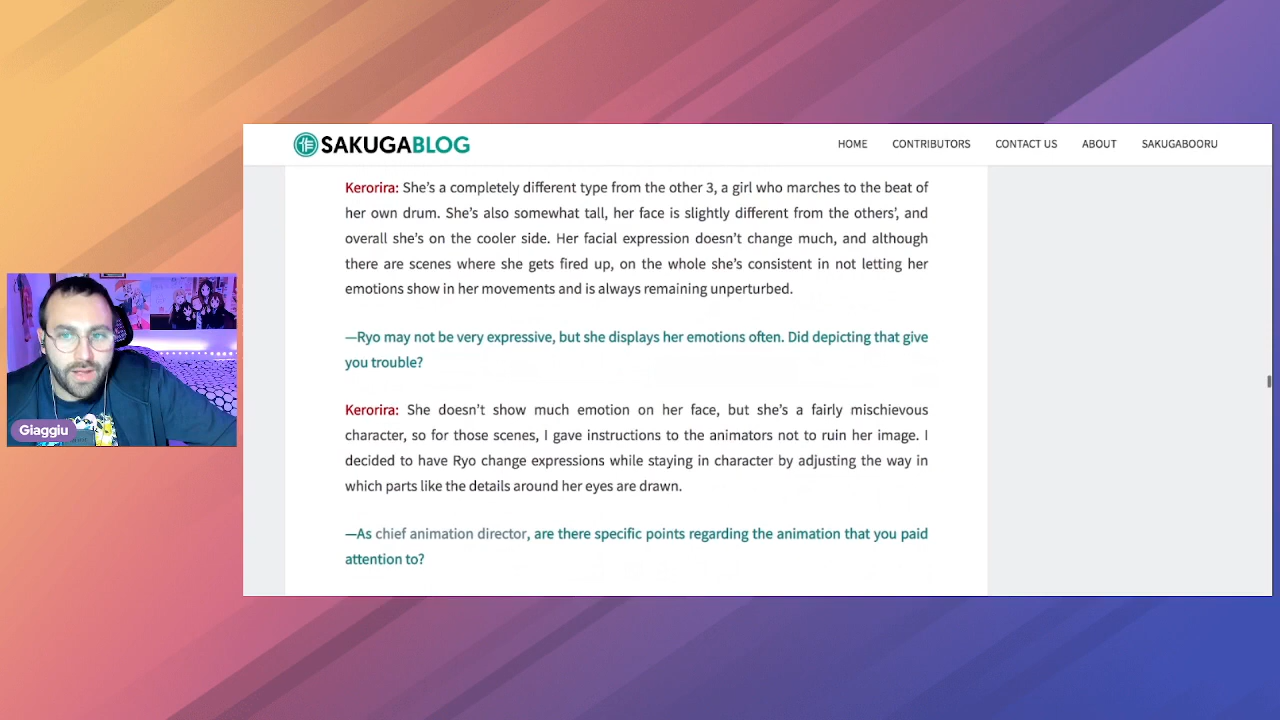 SAKUGABLOG
HOME CONTRIBUTORS CONTACT US ABOUT SAKUGABOORU
Kerorira: She’s a completely different type from the other 3, a girl who marches to the beat of
her own drum. She’s also somewhat tall, her face is slightly different from the others’, and
overall she’s on the cooler side. Her facial expression doesn’t change much, and although
there are scenes where she gets fired up, on the whole she’s consistent in not letting her
emotions show in her movements and is always remaining unperturbed.
—Ryo may not be very expressive, but she displays her emotions often. Did depicting that give
you trouble?
Kerorira: She doesn’t show much emotion on her face, but she’s a fairly mischievous
character, so for those scenes, I gave instructions to the animators not to ruin her image. I
decided to have Ryo change expressions while staying in character by adjusting the way in
which parts like the details around her eyes are drawn.
—As chief animation director, are there specific points regarding the animation that you paid
attention to?
Giaggiu